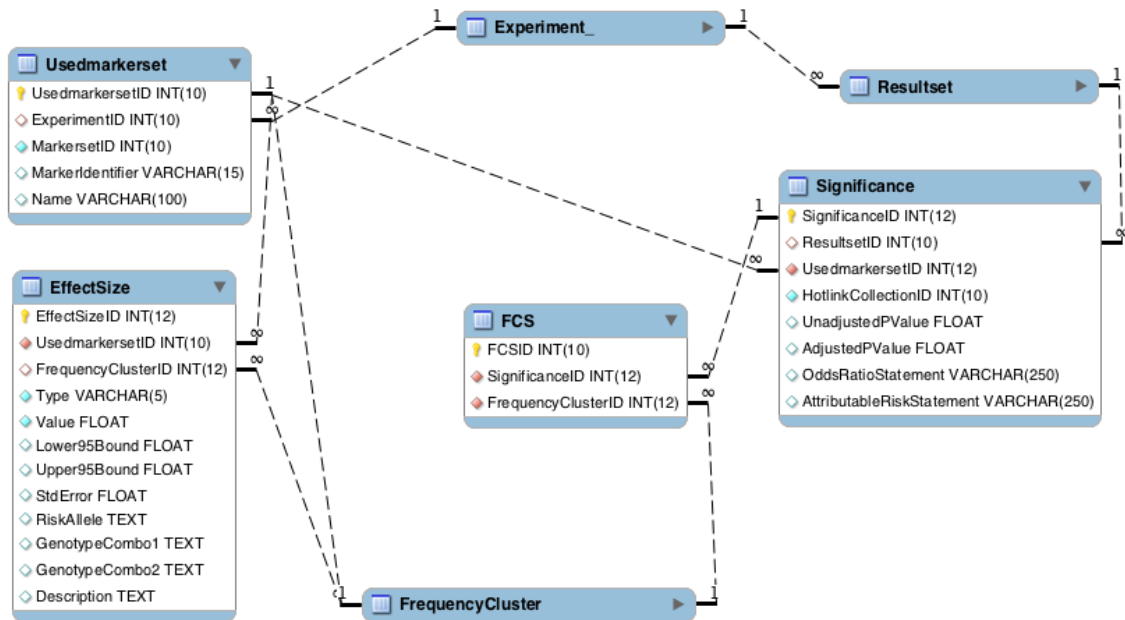 Experiment_
1
1
Usedmarkerset
UsedmarkersetID INT(10)
ExperimentID INT(10)
MarkersetID INT(10)
MarkerIdentifier VARCHAR(15)
Name VARCHAR(100)
1
∞
∞
Resultset
1
Significance
SignificanceID INT(12)
ResultsetID INT(10)
UsedmarkersetID INT(12)
HotlinkCollectionID INT(10)
UnadjustedPValue FLOAT
AdjustedPValue FLOAT
OddsRatioStatement VARCHAR(250)
AttributableRiskStatement VARCHAR(250)
1
∞
∞
EffectSize
EffectSizeID INT(12)
UsedmarkersetID INT(10)
FrequencyClusterID INT(12)
Type VARCHAR(5)
Value FLOAT
Lower95Bound FLOAT
Upper95Bound FLOAT
StdError FLOAT
RiskAllele TEXT
GenotypeCombo1 TEXT
GenotypeCombo2 TEXT
Description TEXT
∞
∞
FCS
FCSID INT(10)
SignificanceID INT(12)
FrequencyClusterID INT(12)
∞
∞
FrequencyCluster
1
1